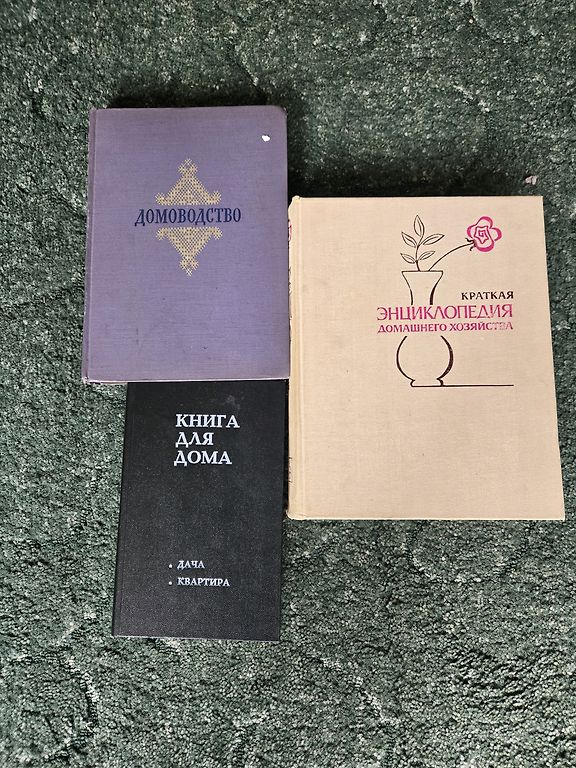 ДОМОВОДСТВО
КРАТКАЯ
ЭНЦИКЛОПЕДИЯ
ДОМАШНЕГО ХОЗЯЙСТВА
КНИГА
ДЛЯ
ДОМА
• ДАЧА
• КВАРТИРА